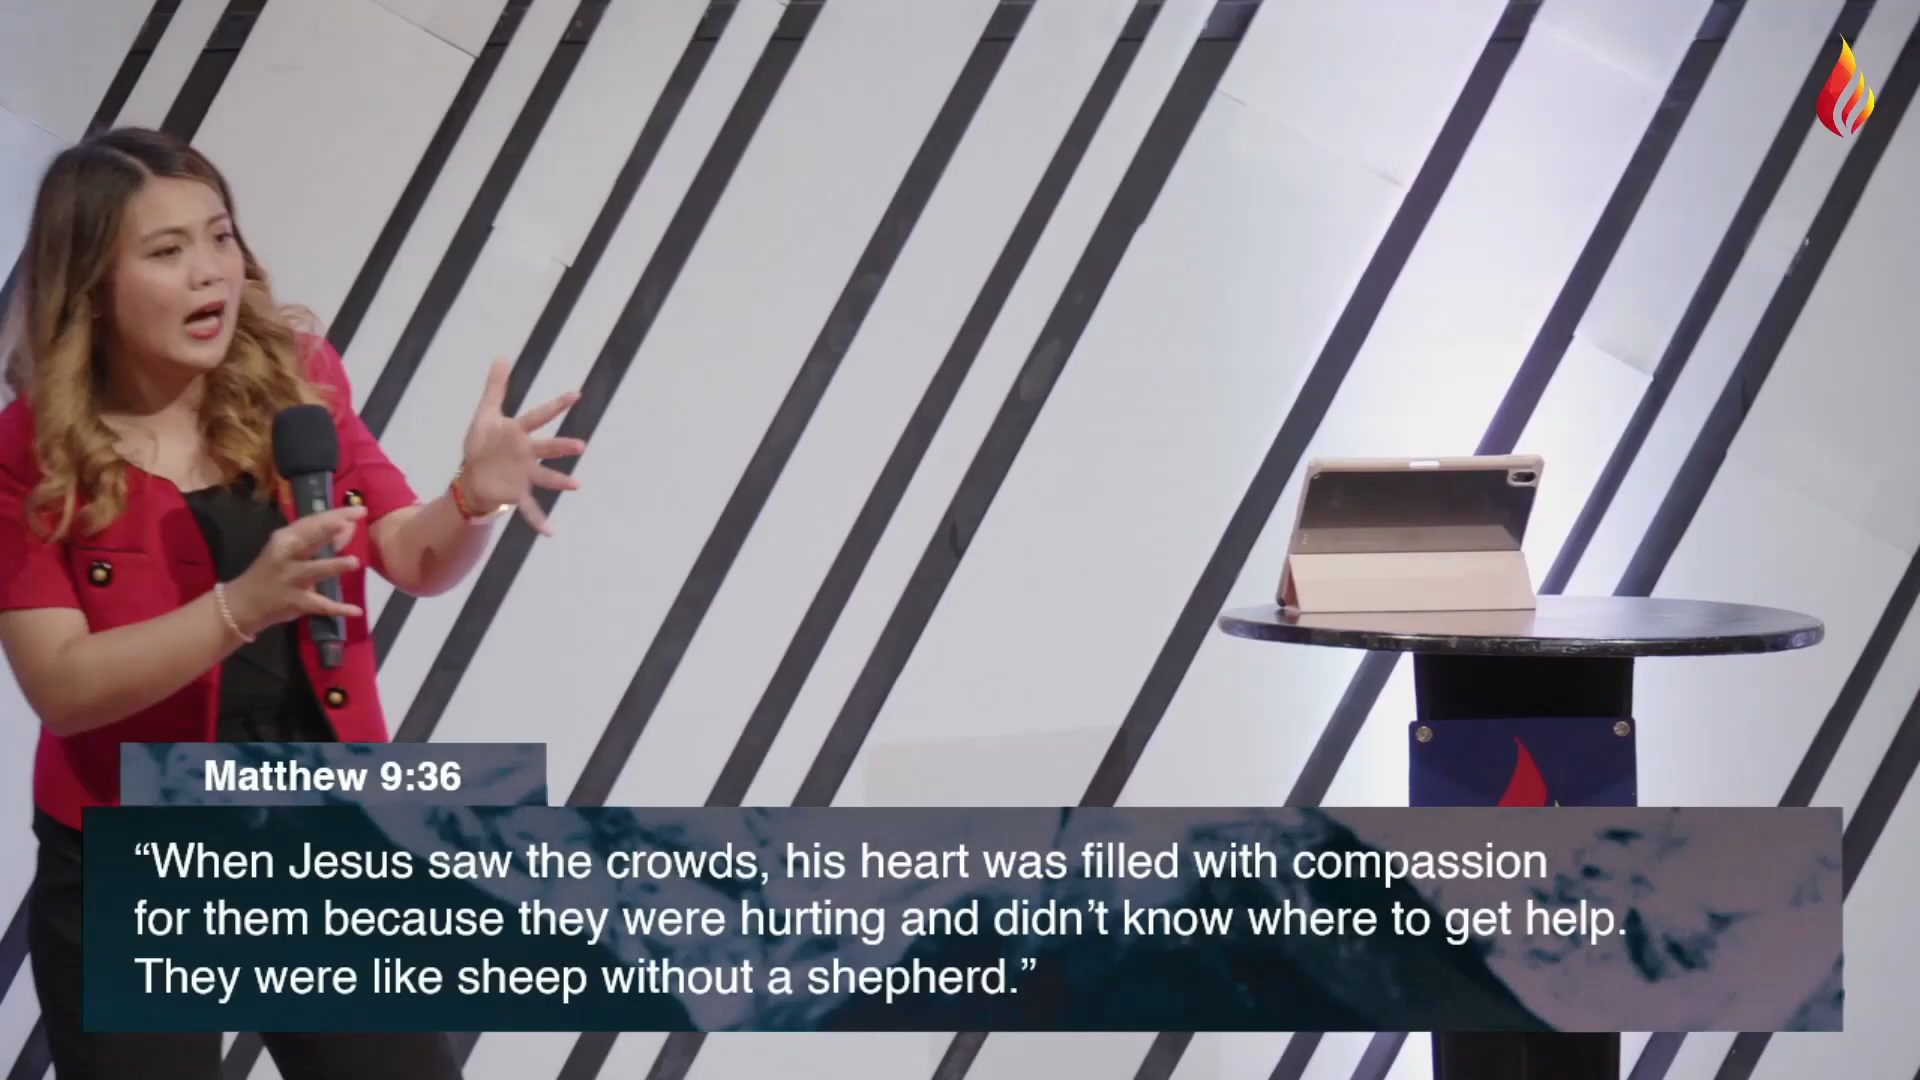 Matthew 9:36
“When Jesus saw the crowds, his heart was filled with compassion
for them because they were hurting and didn’t know where to get help.
They were like sheep without a shepherd.”